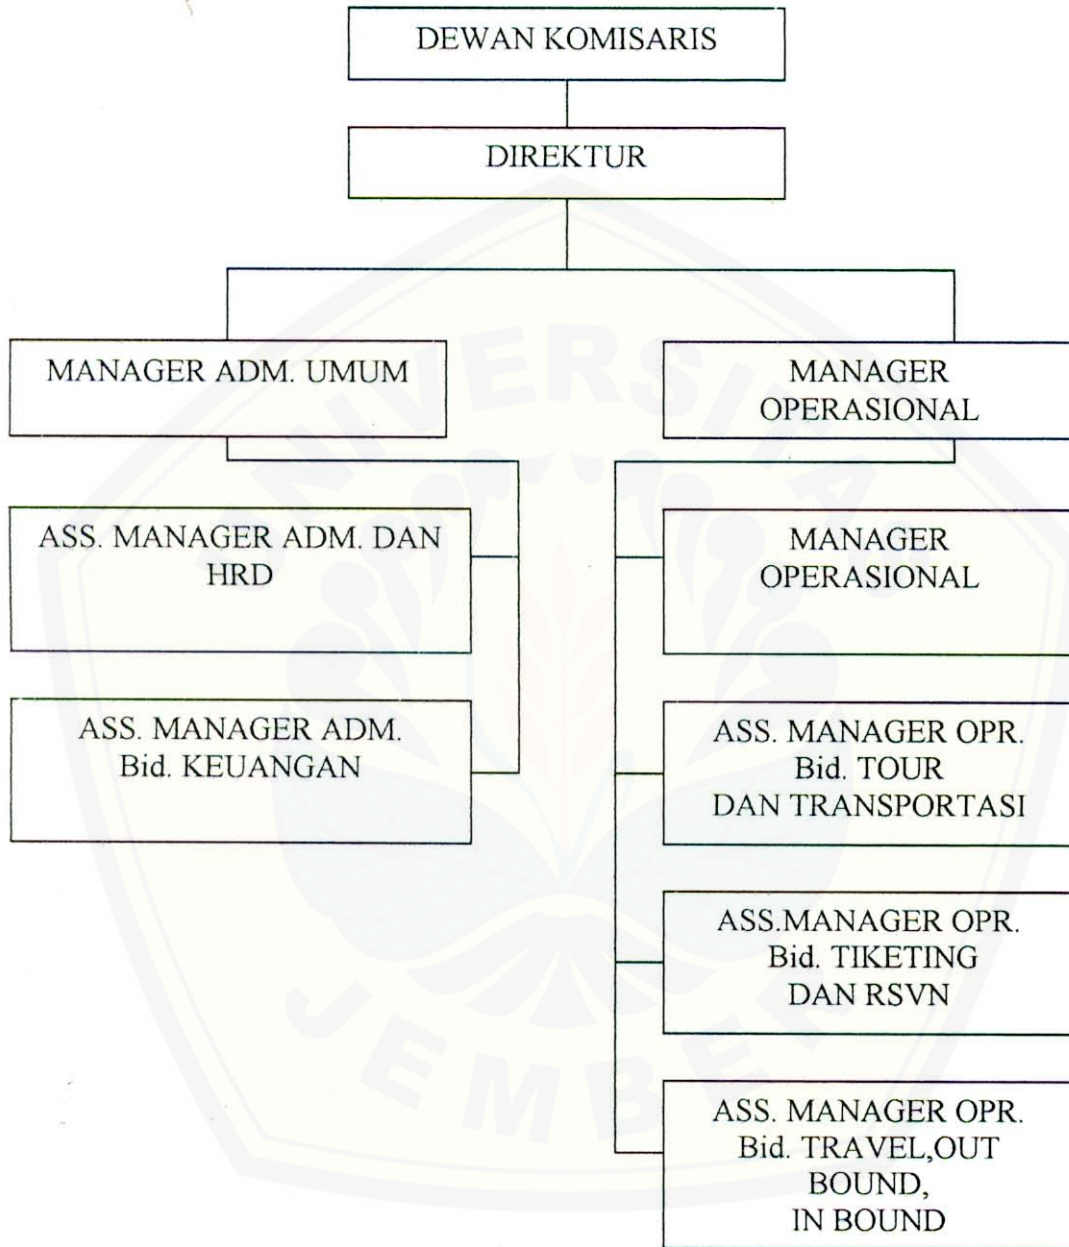 DEWAN KOMISARIS
DIREKTUR
MANAGER ADM. UMUM
MANAGER
OPERASIONAL
ASS. MANAGER ADM. DAN
HRD
MANAGER
OPERASIONAL
ASS. MANAGER ADM.
Bid. KEUANGAN
ASS. MANAGER OPR.
Bid. TOUR
DAN TRANSPORTASI
ASS.MANAGER OPR.
Bid. TIKETING
DAN RSVN
ASS. MANAGER OPR.
Bid. TRAVEL,OUT
BOUND,
IN BOUND
UNIVERSITAS
JEMBER